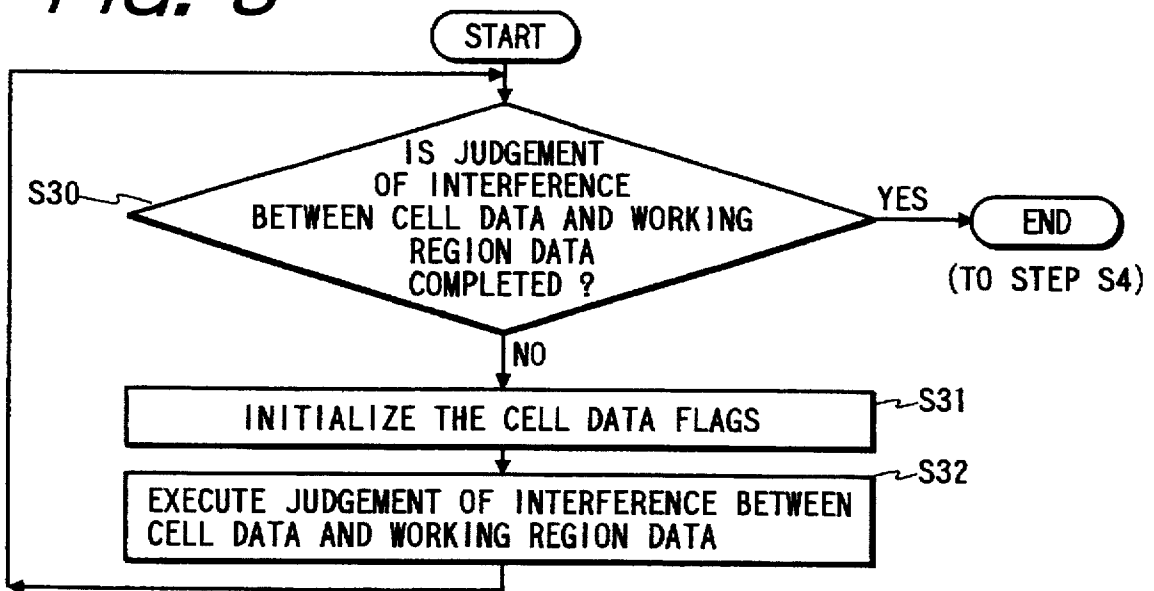 START
S30
IS JUDGEMENT
OF INTERFERENCE
BETWEEN CELL DATA AND WORKING
REGION DATA
COMPLETED ?
YES
END
(TO STEP S4)
NO
INITIALIZE THE CELL DATA FLAGS
S31
EXECUTE JUDGEMENT OF INTERFERENCE BETWEEN
CELL DATA AND WORKING REGION DATA
S32